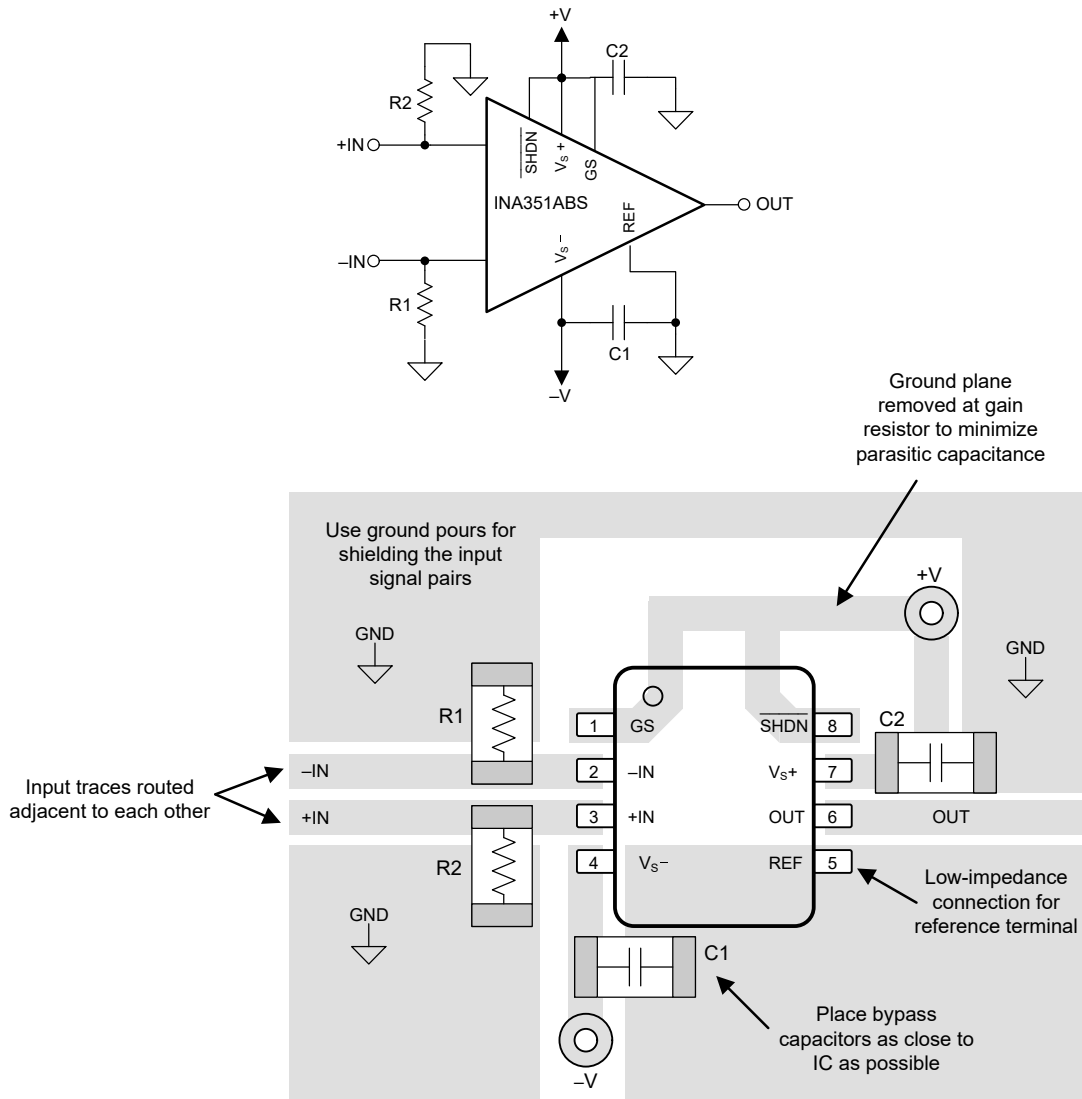 +V
C2
R2
+IN
SHDN
VS+
GS
INA351ABS
OUT
REF
VS–
–IN
R1
C1
–V
Ground plane
removed at gain
resistor to minimize
parasitic capacitance
Use ground pours for
shielding the input
signal pairs
+V
GND
GND
R1
C2
1 GS
SHDN 8
–IN
2 –IN
VS+ 7
Input traces routed
adjacent to each other
+IN
3 +IN
OUT 6
OUT
R2
4 VS–
REF 5
Low-impedance
connection for
reference terminal
GND
C1
Place bypass
capacitors as close to
IC as possible
–V